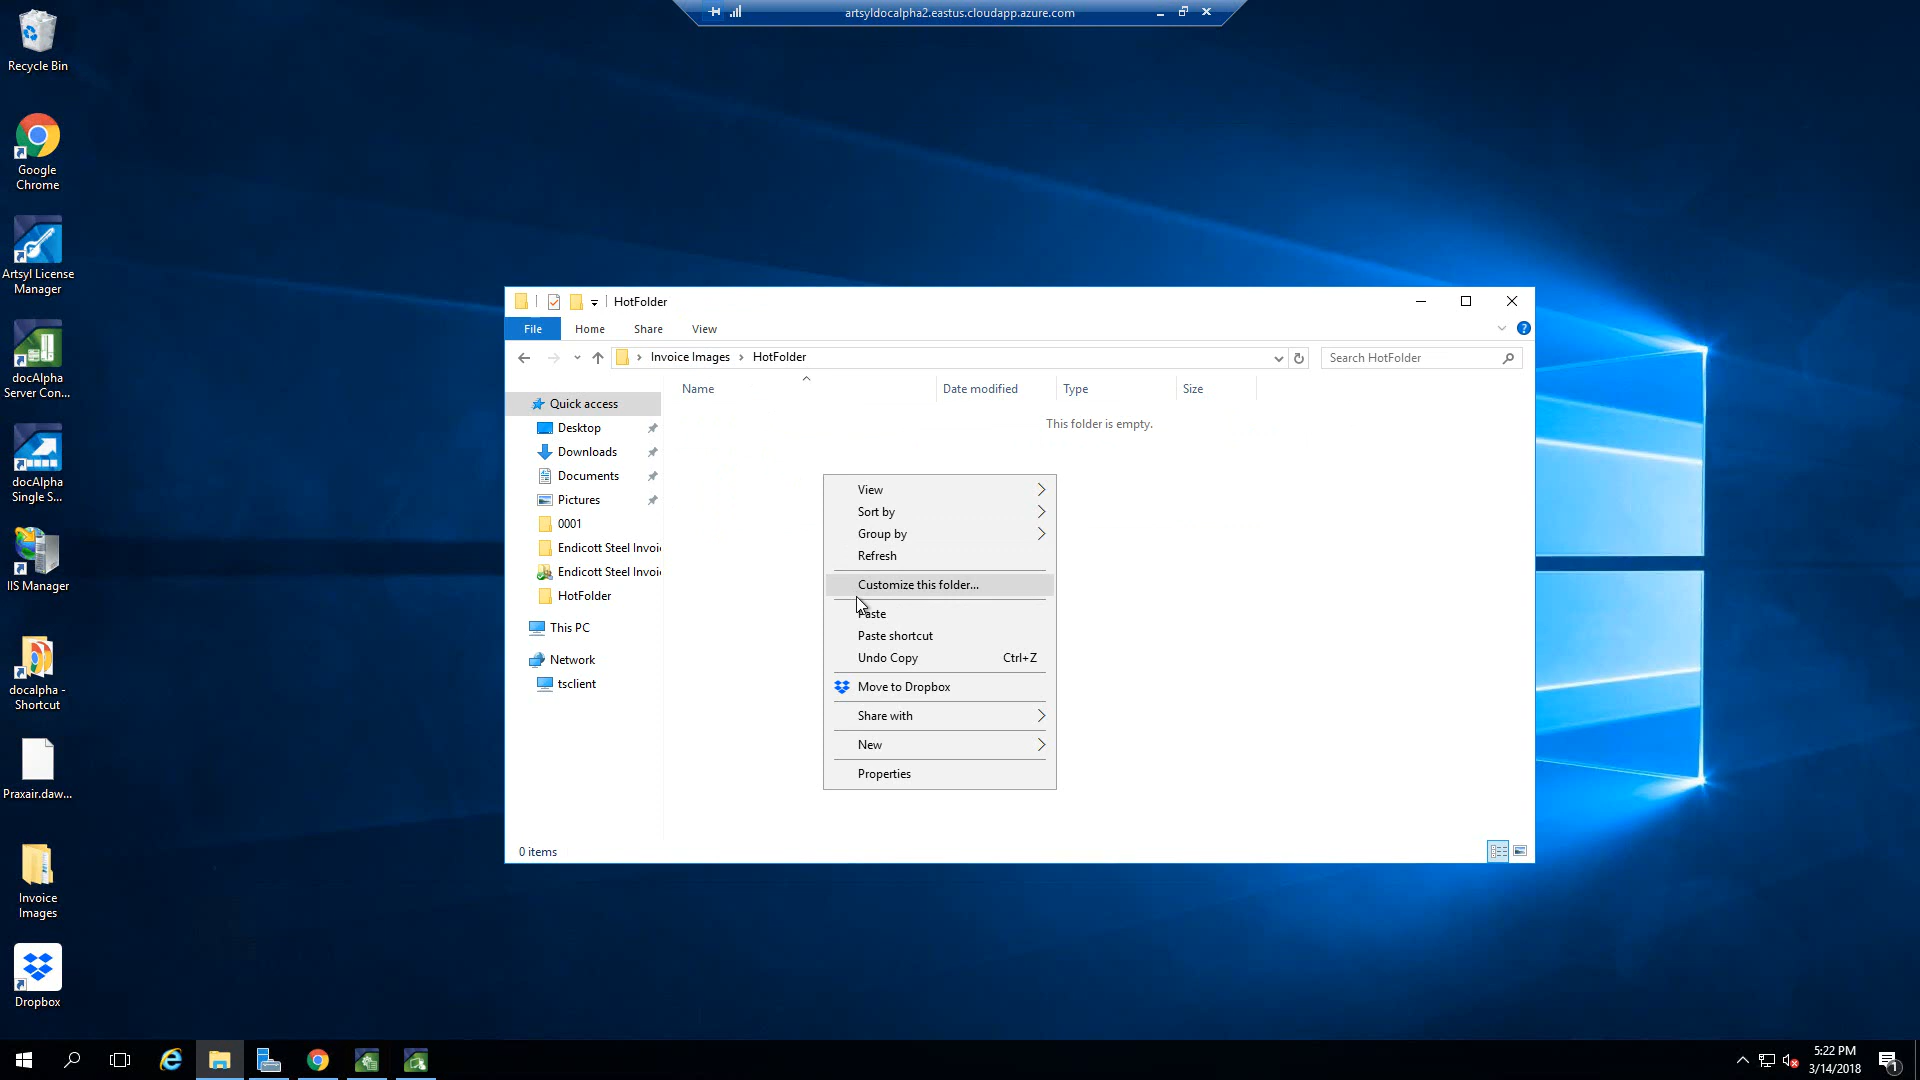 artsyldocalpha2.eastus.cloudapp.azure.com
Recycle Bin
Google
Chrome
Artsyl License
Manager
docAlpha
Server Con...
docAlpha
Single S...
IIS Manager
docalpha -
Shortcut
Praxair.daw...
Invoice
Images
Dropbox
HotFolder
File Home Share View
Invoice Images HotFolder
Search HotFolder
Name Date modified Type Size
This folder is empty.
Quick access
Desktop
Downloads
Documents
Pictures
0001
Endicott Steel Invoi
Endicott Steel Invoi
HotFolder
This PC
Network
tsclient
View
Sort by
Group by
Refresh
Customize this folder...
Paste
Paste shortcut
Undo Copy Ctrl+Z
Move to Dropbox
Share with
New
Properties
0 items
5:22 PM
3/14/2018
1